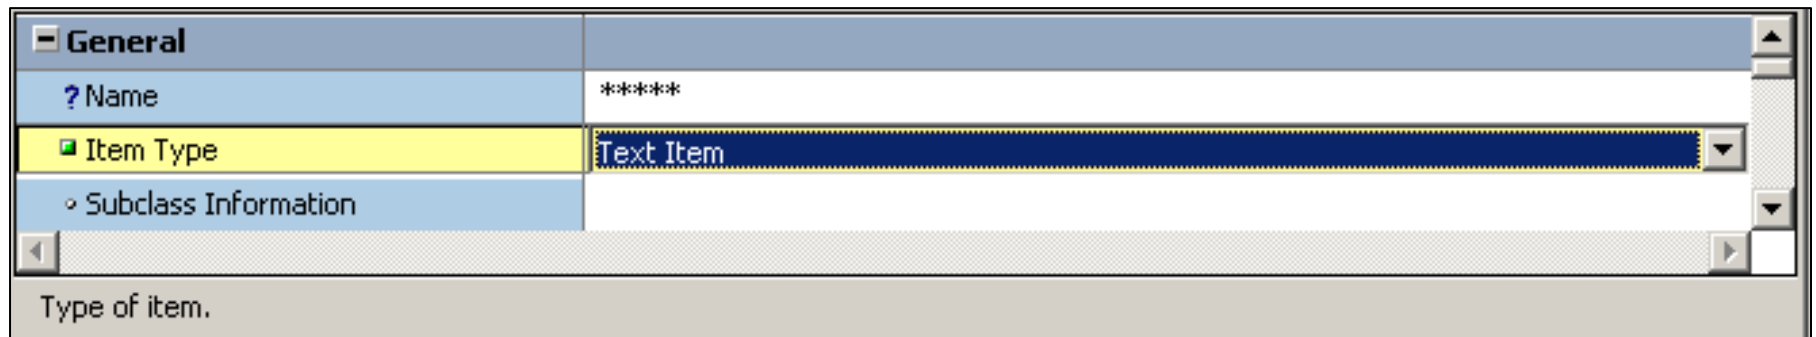 General
? Name *****
Item Type Text Item
Subclass Information
Type of item.